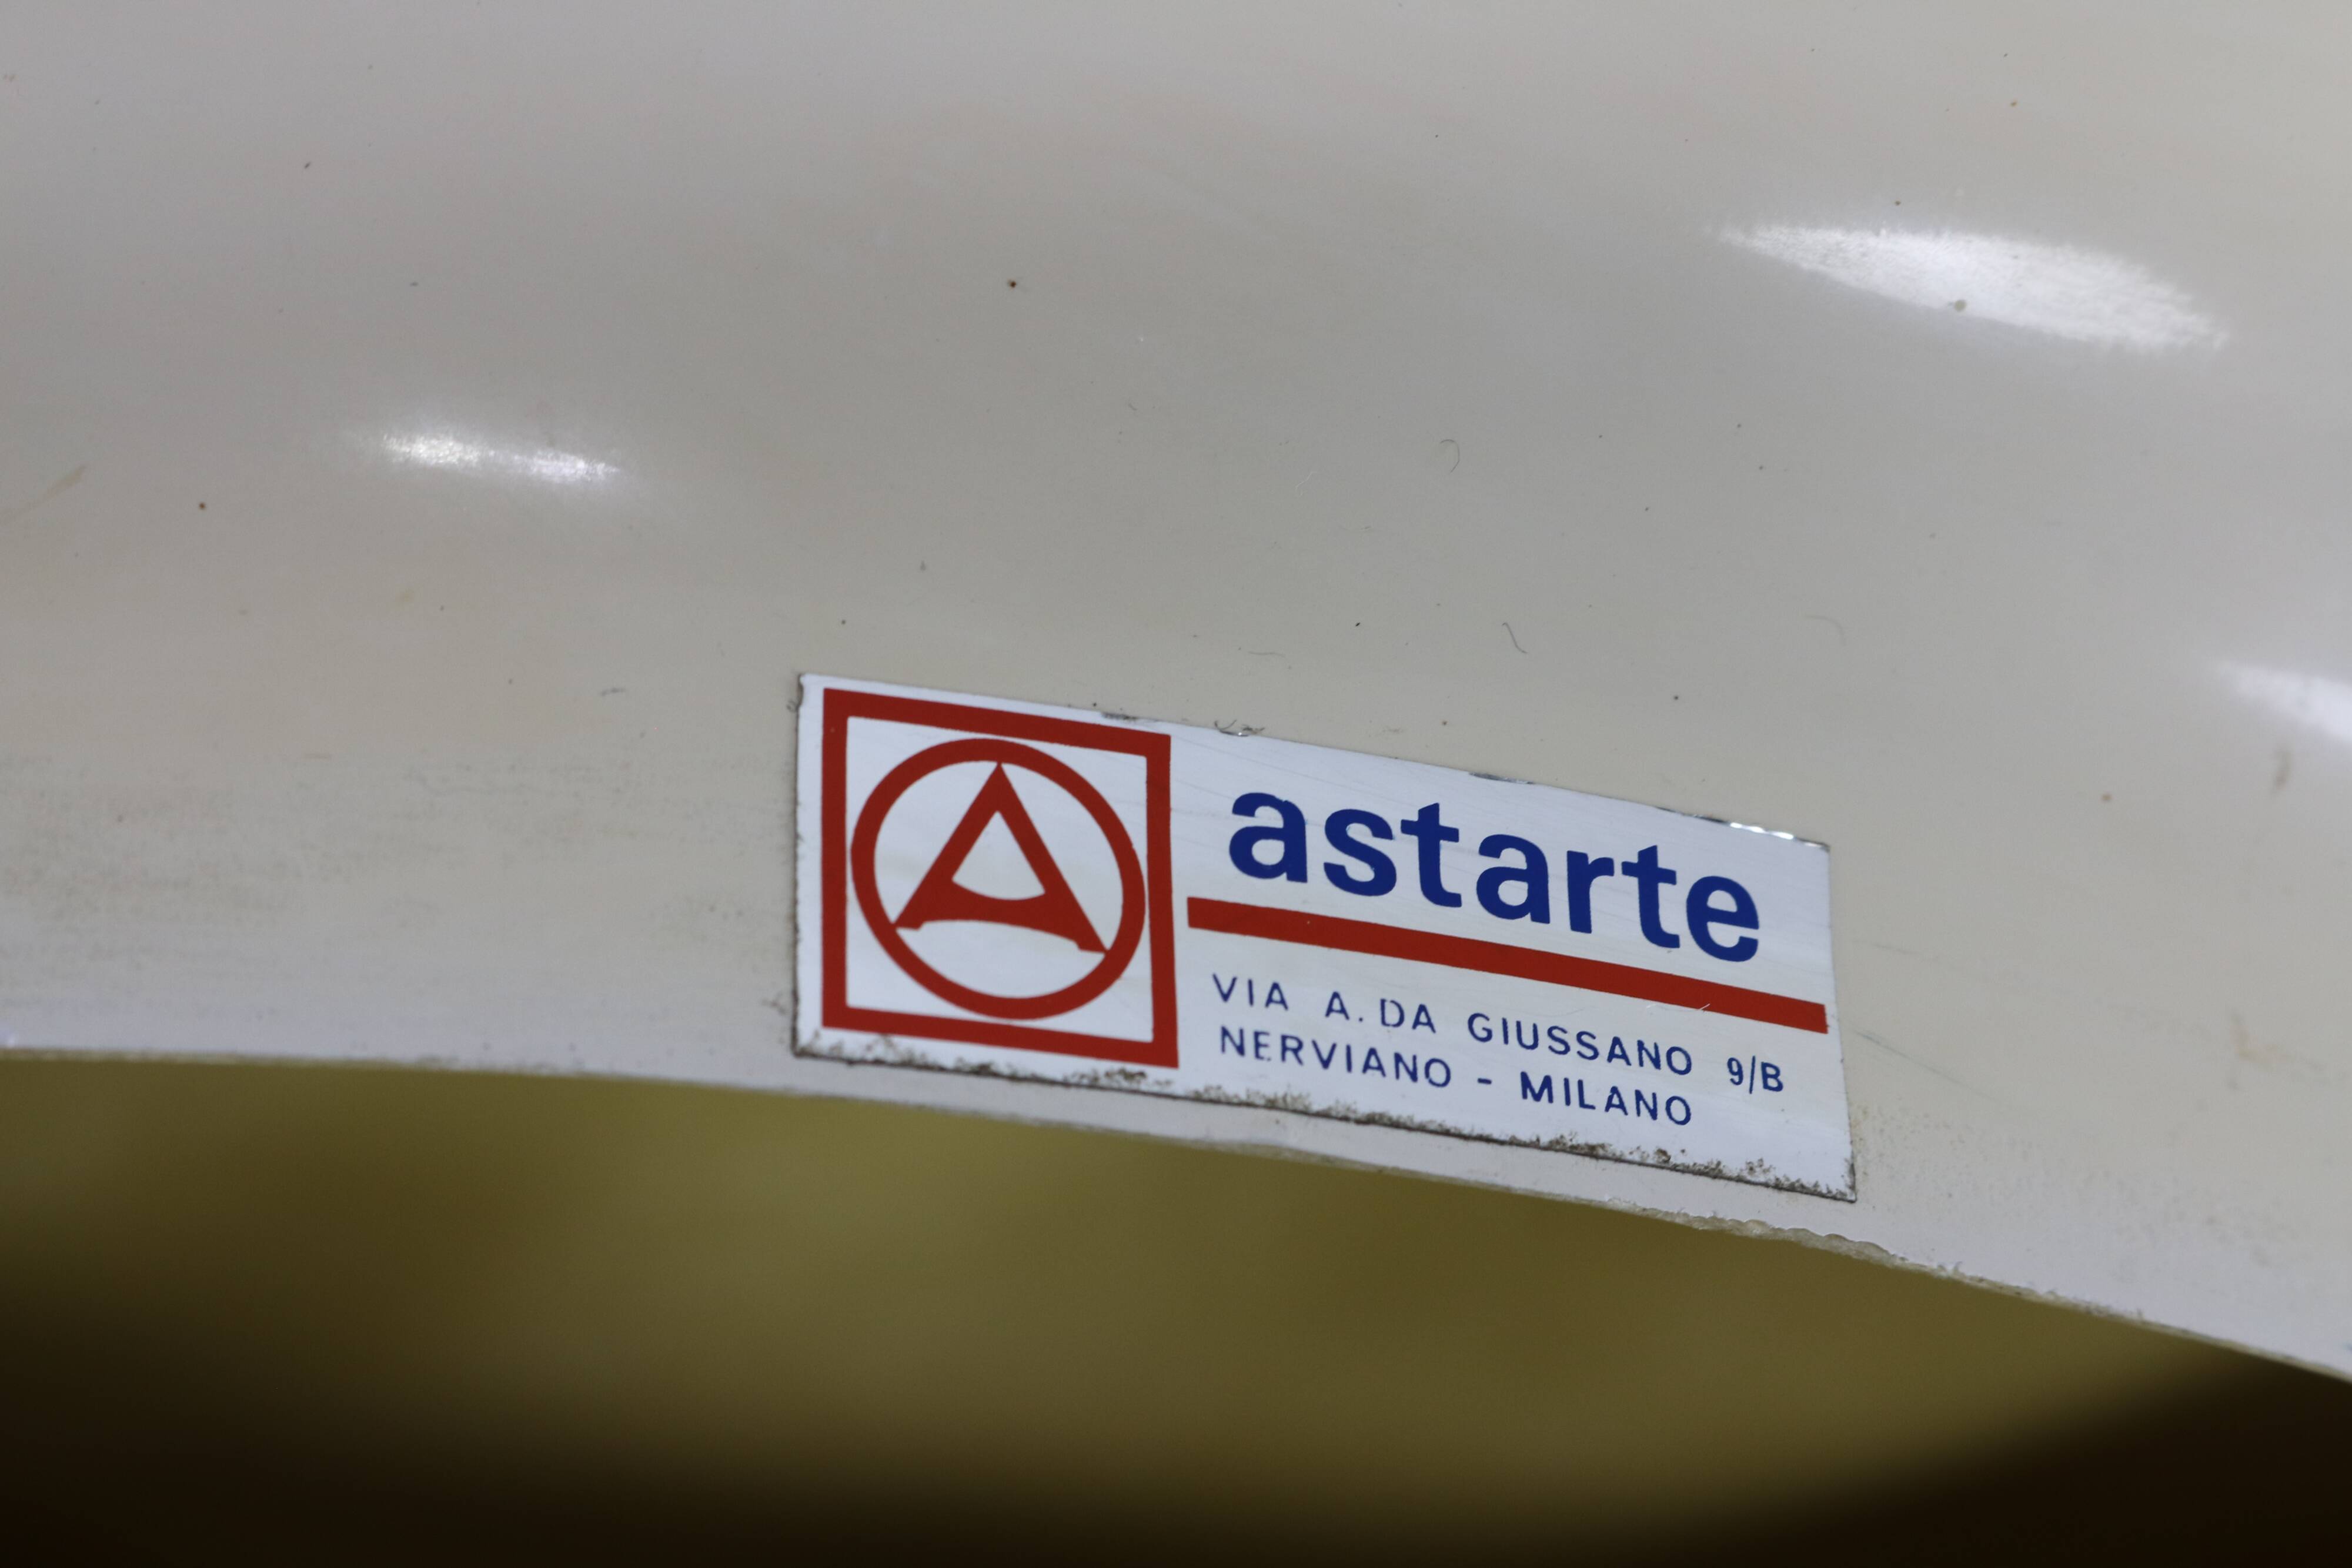 A
astarte
VIA A. DA GIUSSANO 9/B
NERVIANO - MILANO